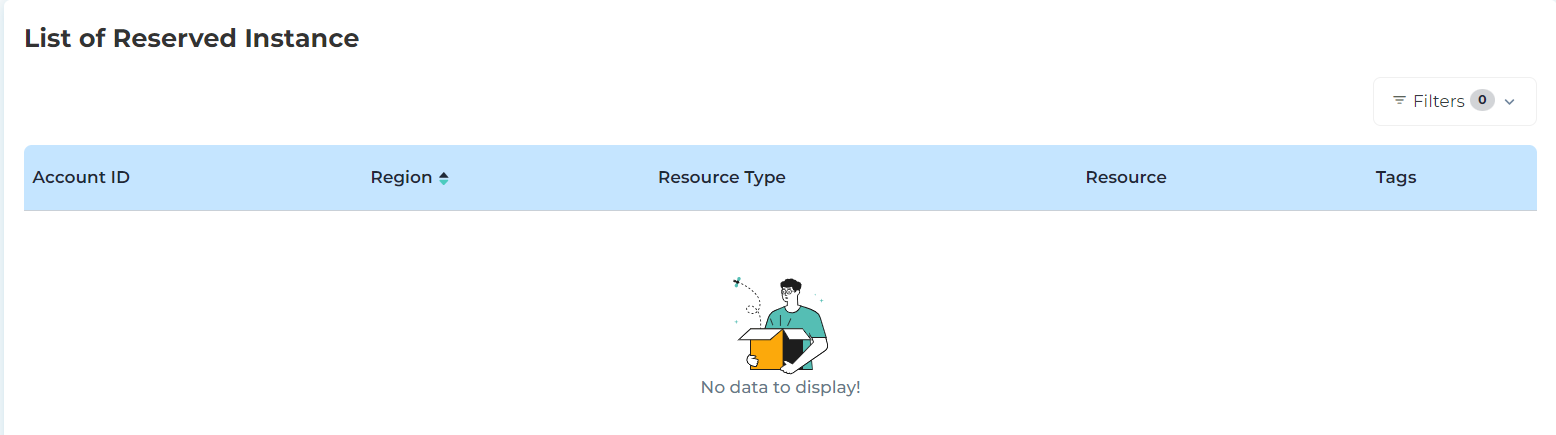 List of Reserved Instance
Filters 0
Account ID Region Resource Type Resource Tags
No data to display!